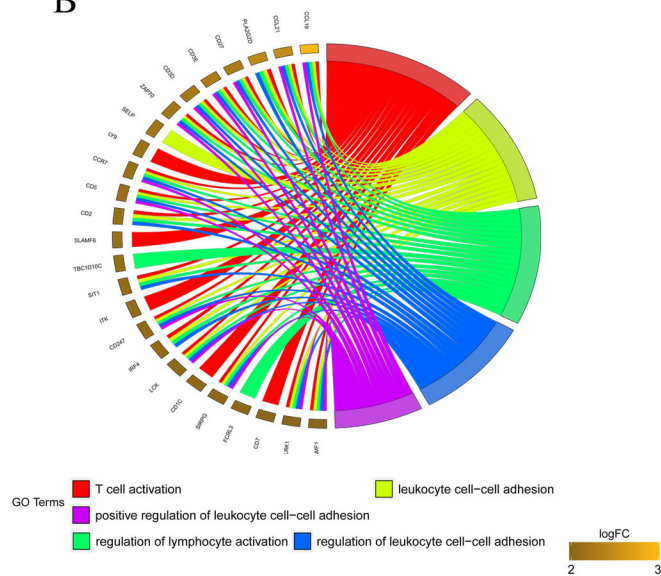 B
CCL19
CCL21
PLA2G2D
CD27
CD3E
CD3D
ZAP70
SELP
LY9
CCR7
CD5
CD2
SLAMF6
TBC1D10C
SIT1
ITK
CD247
IRF4
LCK
CD1C
SIRPG
FCRL3
CD7
LRK1
AIF1
GO Terms
T cell activation
leukocyte cell−cell adhesion
positive regulation of leukocyte cell−cell adhesion
regulation of lymphocyte activation
regulation of leukocyte cell−cell adhesion
logFC
2 3